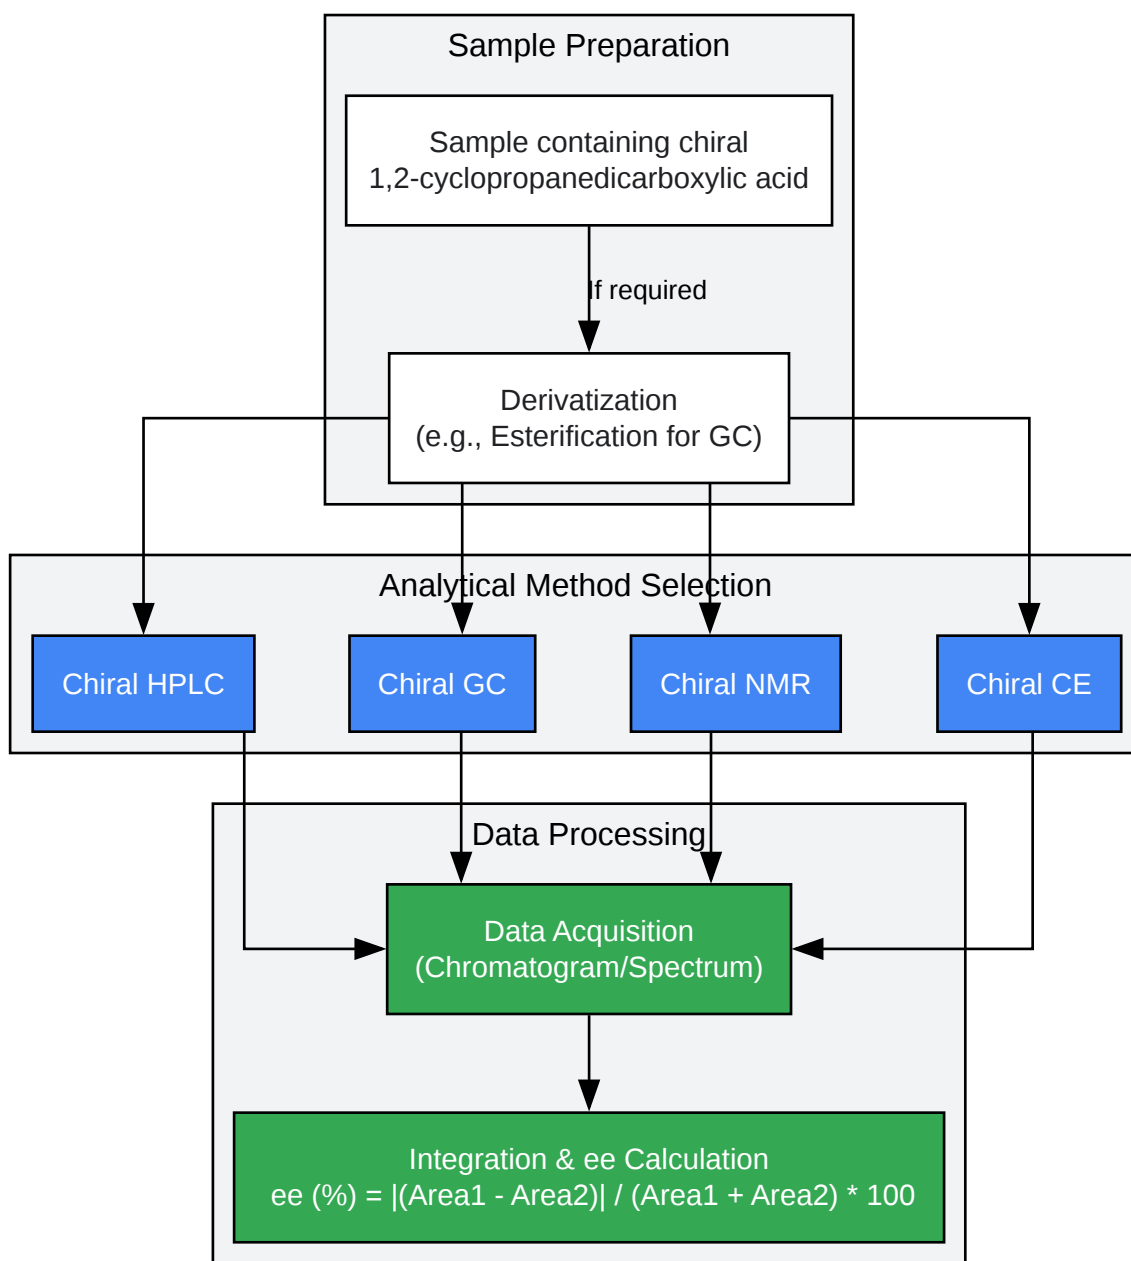 Sample Preparation
Sample containing chiral
1,2-cyclopropanedicarboxylic acid
If required
Derivatization
(e.g., Esterification for GC)
Analytical Method Selection
Chiral HPLC
Chiral GC
Chiral NMR
Chiral CE
Data Processing
Data Acquisition
(Chromatogram/Spectrum)
Integration & ee Calculation
ee (%) = |(Area1 - Area2)| / (Area1 + Area2) * 100